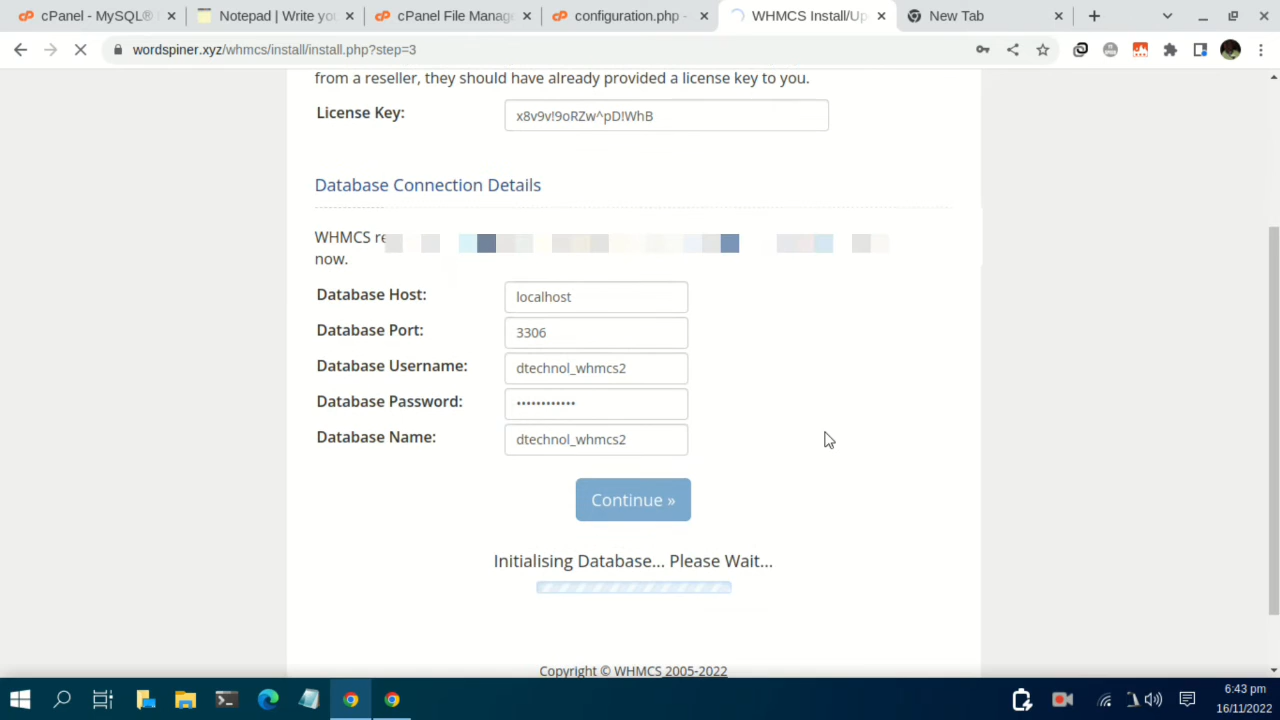 cPanel - MySQL®
Notepad | Write you
cPanel File Manage
configuration.php -
WHMCS Install/Up
New Tab
wordspiner.xyz/whmcs/install/install.php?step=3
from a reseller, they should have already provided a license key to you.
License Key:
x8v9v!9oRZw^pD!WhB
Database Connection Details
WHMCS
now.
Database Host:
localhost
Database Port:
3306
Database Username:
dtechnol_whmcs2
Database Password:
••••••••••••
Database Name:
dtechnol_whmcs2
Continue »
Initialising Database... Please Wait...
Copyright © WHMCS 2005-2022
6:43 pm
16/11/2022